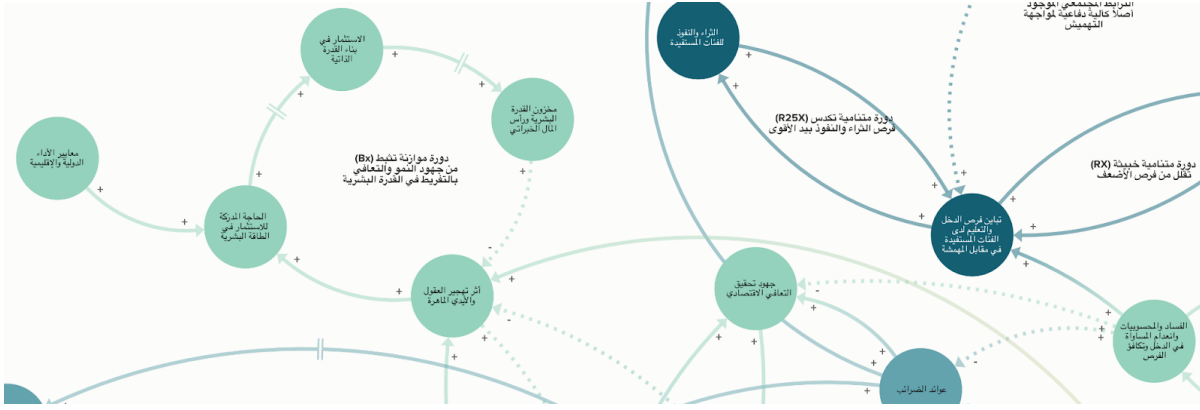 الترابط المجتمعي الموجود
أصلا كآلية دفاعية لمواجهة
التهميش
الثراء والنفوذ
للفئات المستفيدة
الاستثمار في
بناء القدرة
الذاتية
مخزون القدرة
البشرية ورأس
المال الخبراتي
دورة متنامية تكدس (R25X)
فرص الثراء والنفوذ بيد الأقوى
معايير الأداء
الدولية والإقليمية
دورة موازنة تثبط (Bx)
من جهود النمو والتعافي
بالتفريط في القدرة البشرية
دورة متنامية خبيثة (RX)
تقلل من فرص الأضعف
الحاجة المدركة
للاستثمار في
الطاقة البشرية
تباين فرص الدخل
والتعليم لدى
الفئات المستفيدة
في مقابل المهمشة
أثر تهجير العقول
والأيدي الماهرة
جهود تحقيق
التعافي الاقتصادي
الفساد والمحسوبيات
وانعدام المساواة
في الدخل وتكافؤ
الفرص
عوائد الضرائب